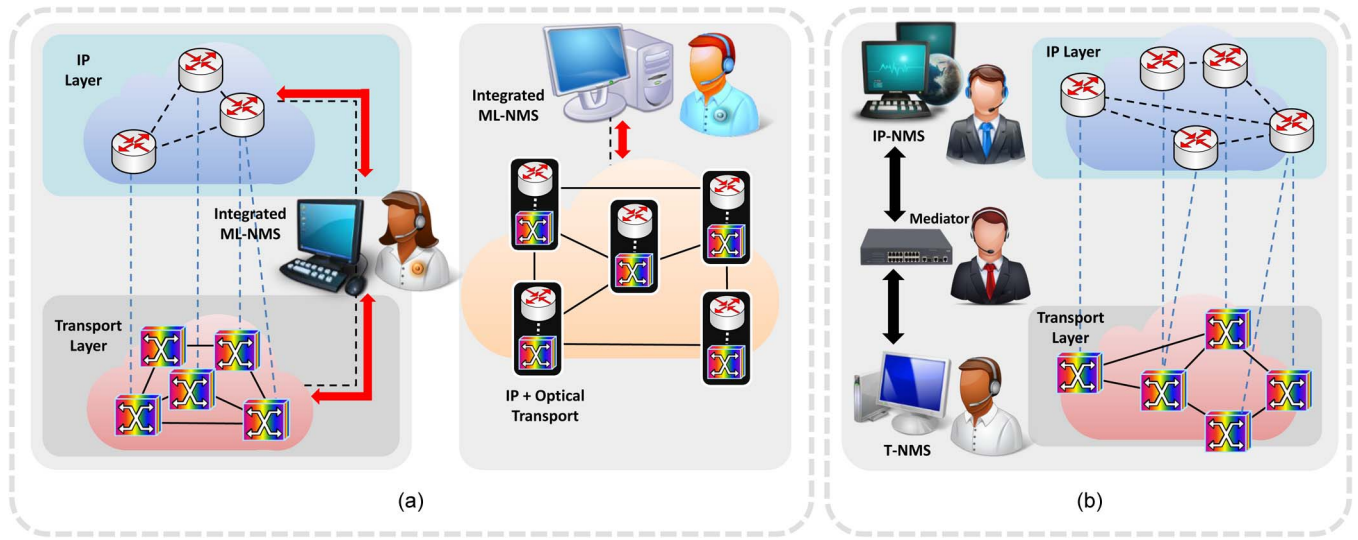 IP
Layer
Integrated
ML-NMS
Transport
Layer
Integrated
ML-NMS
IP + Optical
Transport
(a)
IP-NMS
IP Layer
Mediator
Transport
Layer
T-NMS
(b)